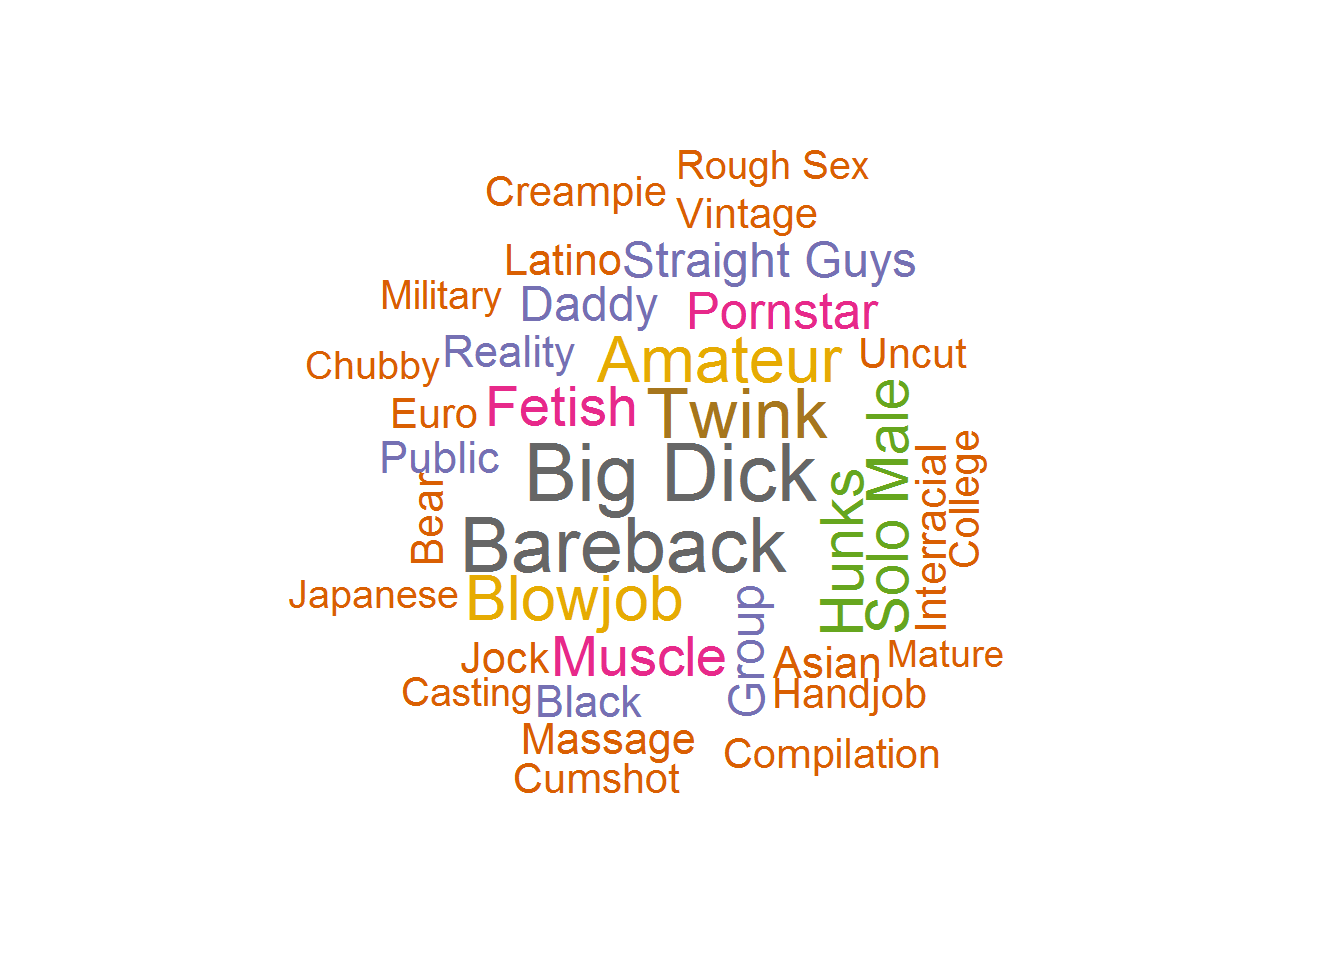 Rough Sex
Creampie
Vintage
Latino
Straight Guys
Military
Daddy
Pornstar
Reality
Amateur
Uncut
Chubby
Euro
Fetish
Twink
Solo Male
Public
Big Dick
Hunks
Interracial
College
Bear
Bareback
Japanese
Blowjob
Group
Jock
Muscle
Asian
Mature
Casting
Black
Handjob
Massage
Compilation
Cumshot